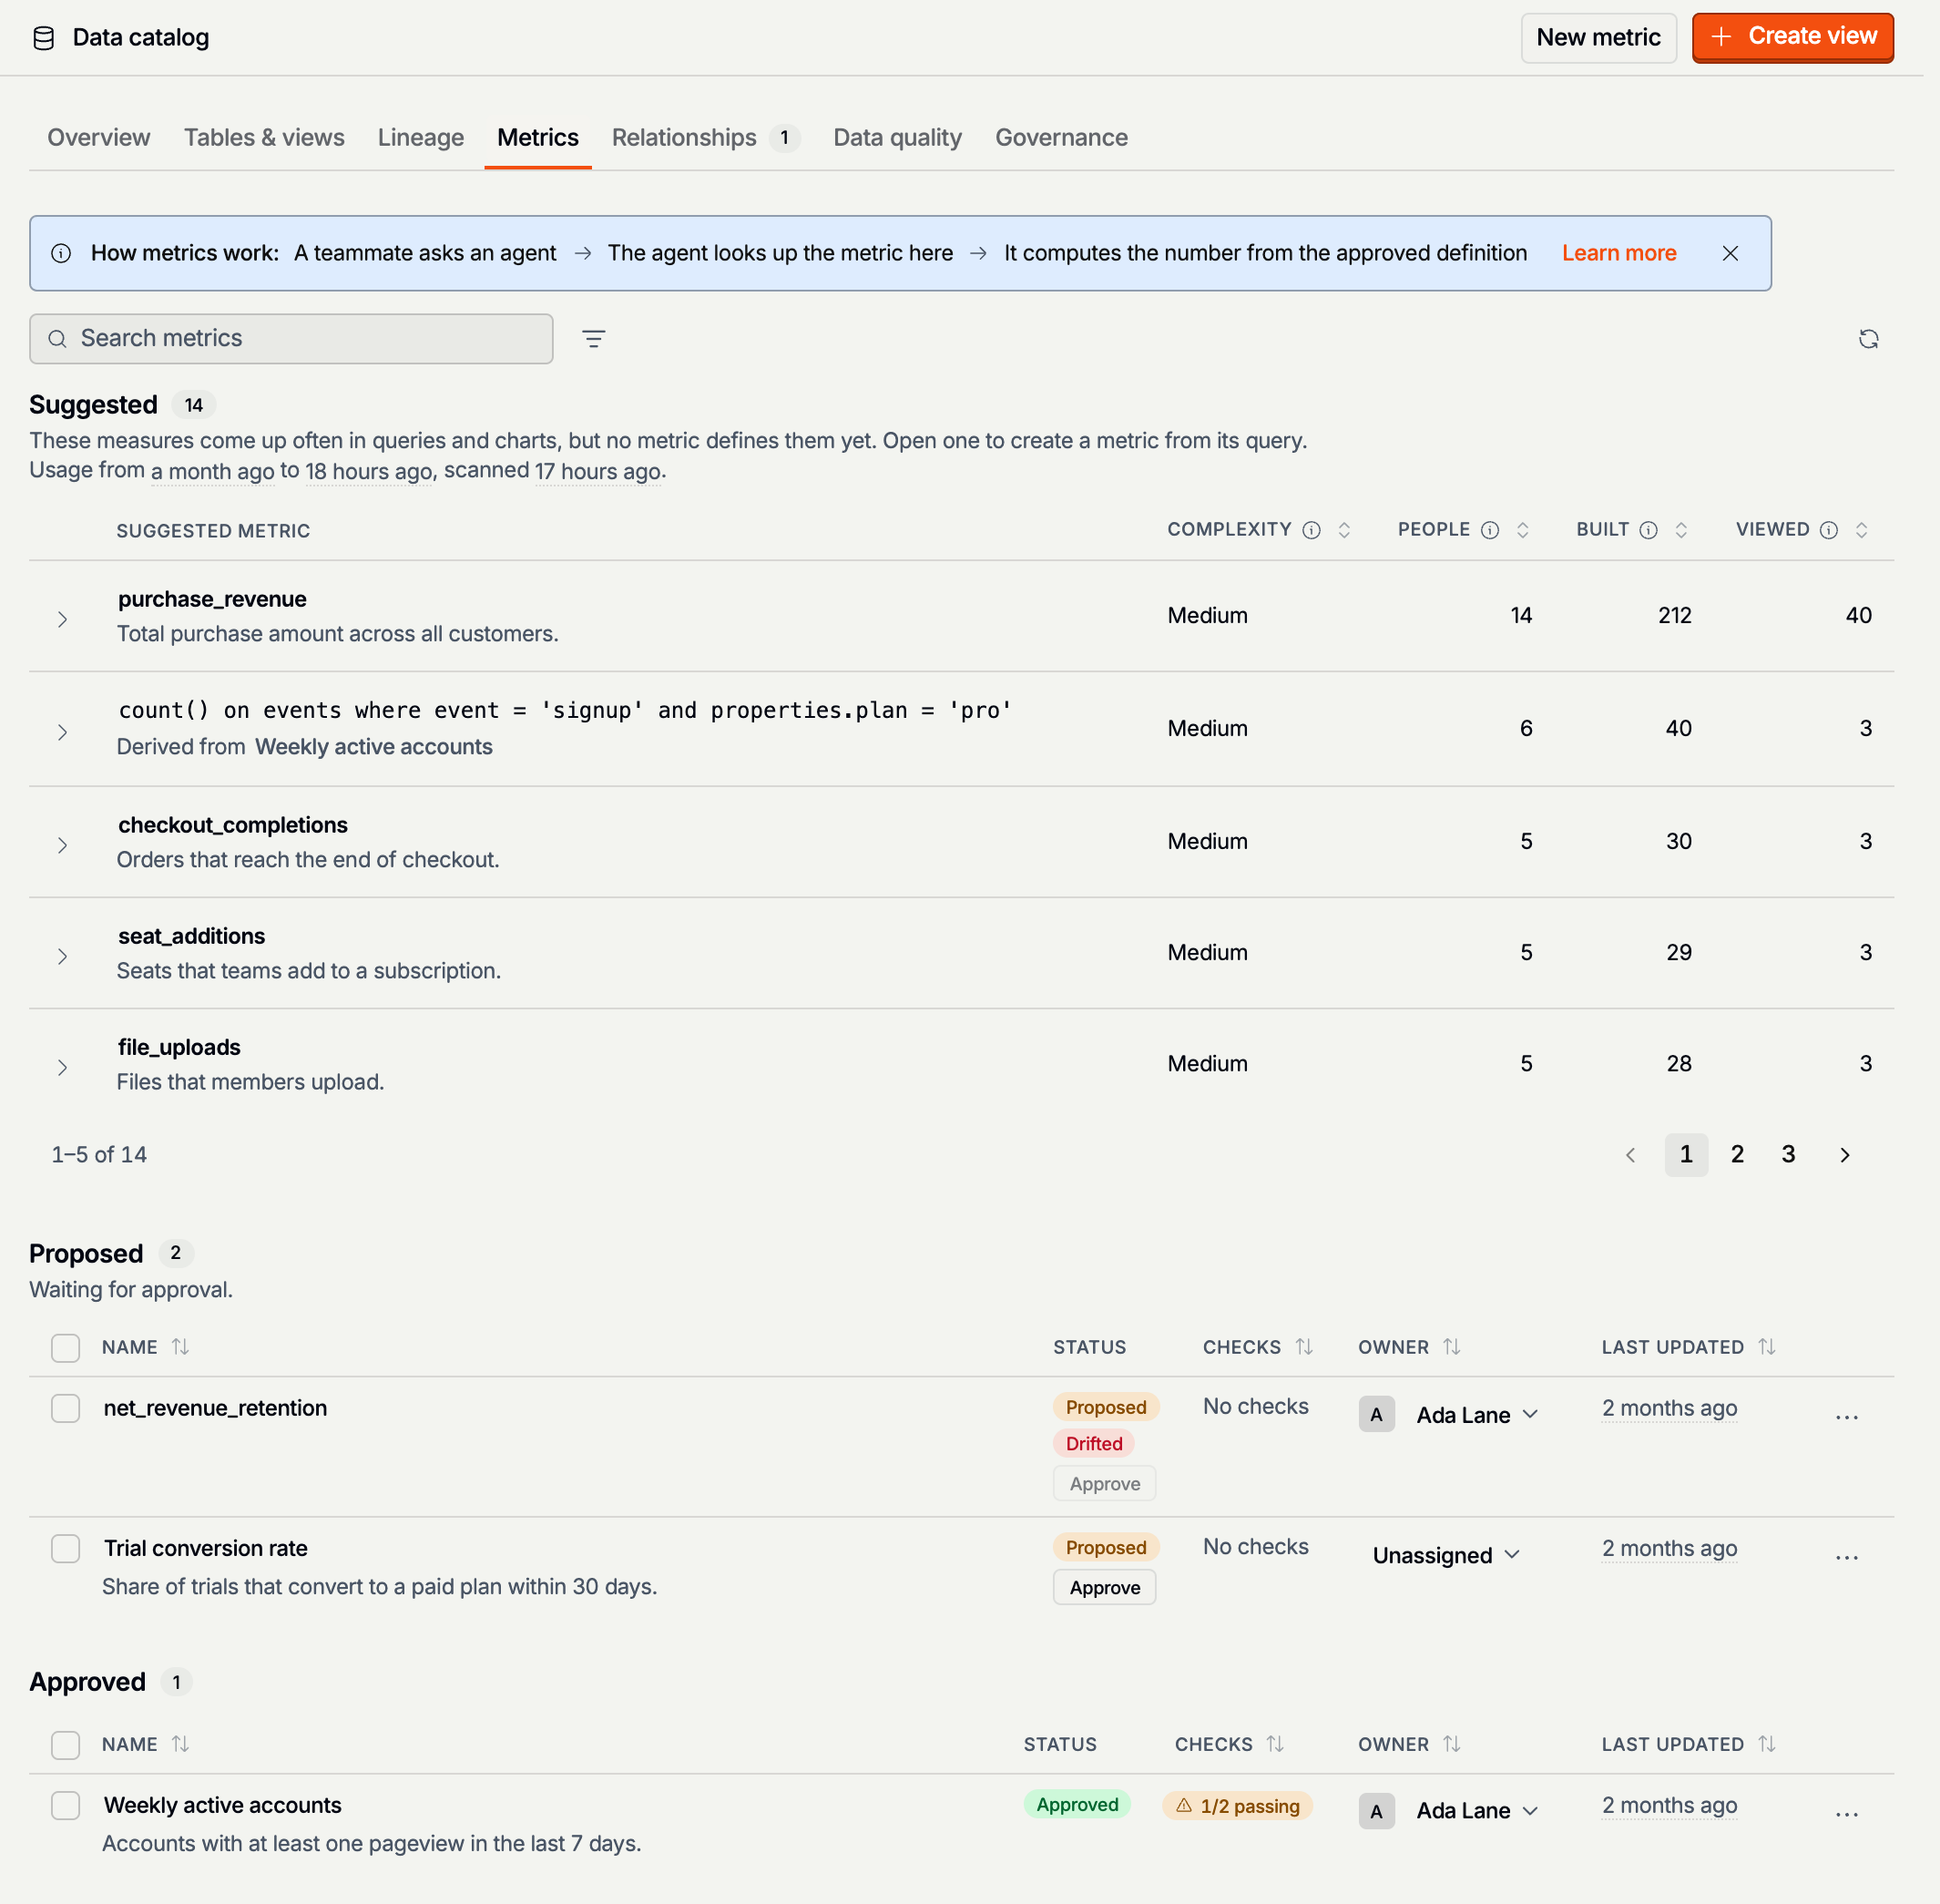 Data catalog
New metric
Create view
Overview
Tables & views
Lineage
Metrics
Relationships 1
Data quality
Governance
How metrics work: A teammate asks an agent → The agent looks up the metric here → It computes the number from the approved definition Learn more
Search metrics
Suggested 14
These measures come up often in queries and charts, but no metric defines them yet. Open one to create a metric from its query.
Usage from a month ago to 18 hours ago, scanned 17 hours ago.
SUGGESTED METRIC COMPLEXITY PEOPLE BUILT VIEWED
purchase_revenue
Total purchase amount across all customers.
Medium 14 212 40
count() on events where event = 'signup' and properties.plan = 'pro'
Derived from Weekly active accounts
Medium 6 40 3
checkout_completions
Orders that reach the end of checkout.
Medium 5 30 3
seat_additions
Seats that teams add to a subscription.
Medium 5 29 3
file_uploads
Files that members upload.
Medium 5 28 3
1–5 of 14
1 2 3
Proposed 2
Waiting for approval.
NAME STATUS CHECKS OWNER LAST UPDATED
net_revenue_retention
Proposed
Drifted
Approve
No checks
A Ada Lane
2 months ago
...
Trial conversion rate
Share of trials that convert to a paid plan within 30 days.
Proposed
Approve
No checks
Unassigned
2 months ago
...
Approved 1
NAME STATUS CHECKS OWNER LAST UPDATED
Weekly active accounts
Accounts with at least one pageview in the last 7 days.
Approved
1/2 passing
A Ada Lane
2 months ago
...